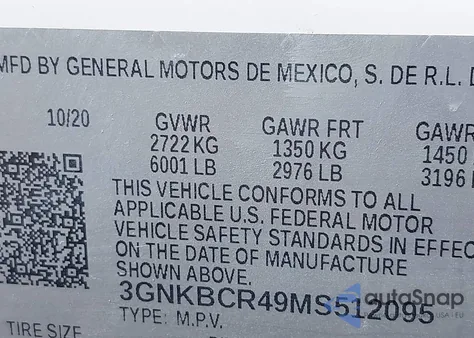 MFD BY GENERAL MOTORS DE MEXICO, S. DE R.L. D
10/20 GVWR GAWR FRT GAWR
2722 KG 1350 KG 1450
6001 LB 2976 LB 3196
THIS VEHICLE CONFORMS TO ALL
APPLICABLE U.S. FEDERAL MOTOR
VEHICLE SAFETY STANDARDS IN EFFEC
ON THE DATE OF MANUFACTURE
SHOWN ABOVE.
3GNKBCR49MS512095
TYPE: M.P.V.
TIRE SIZE
autoSnap